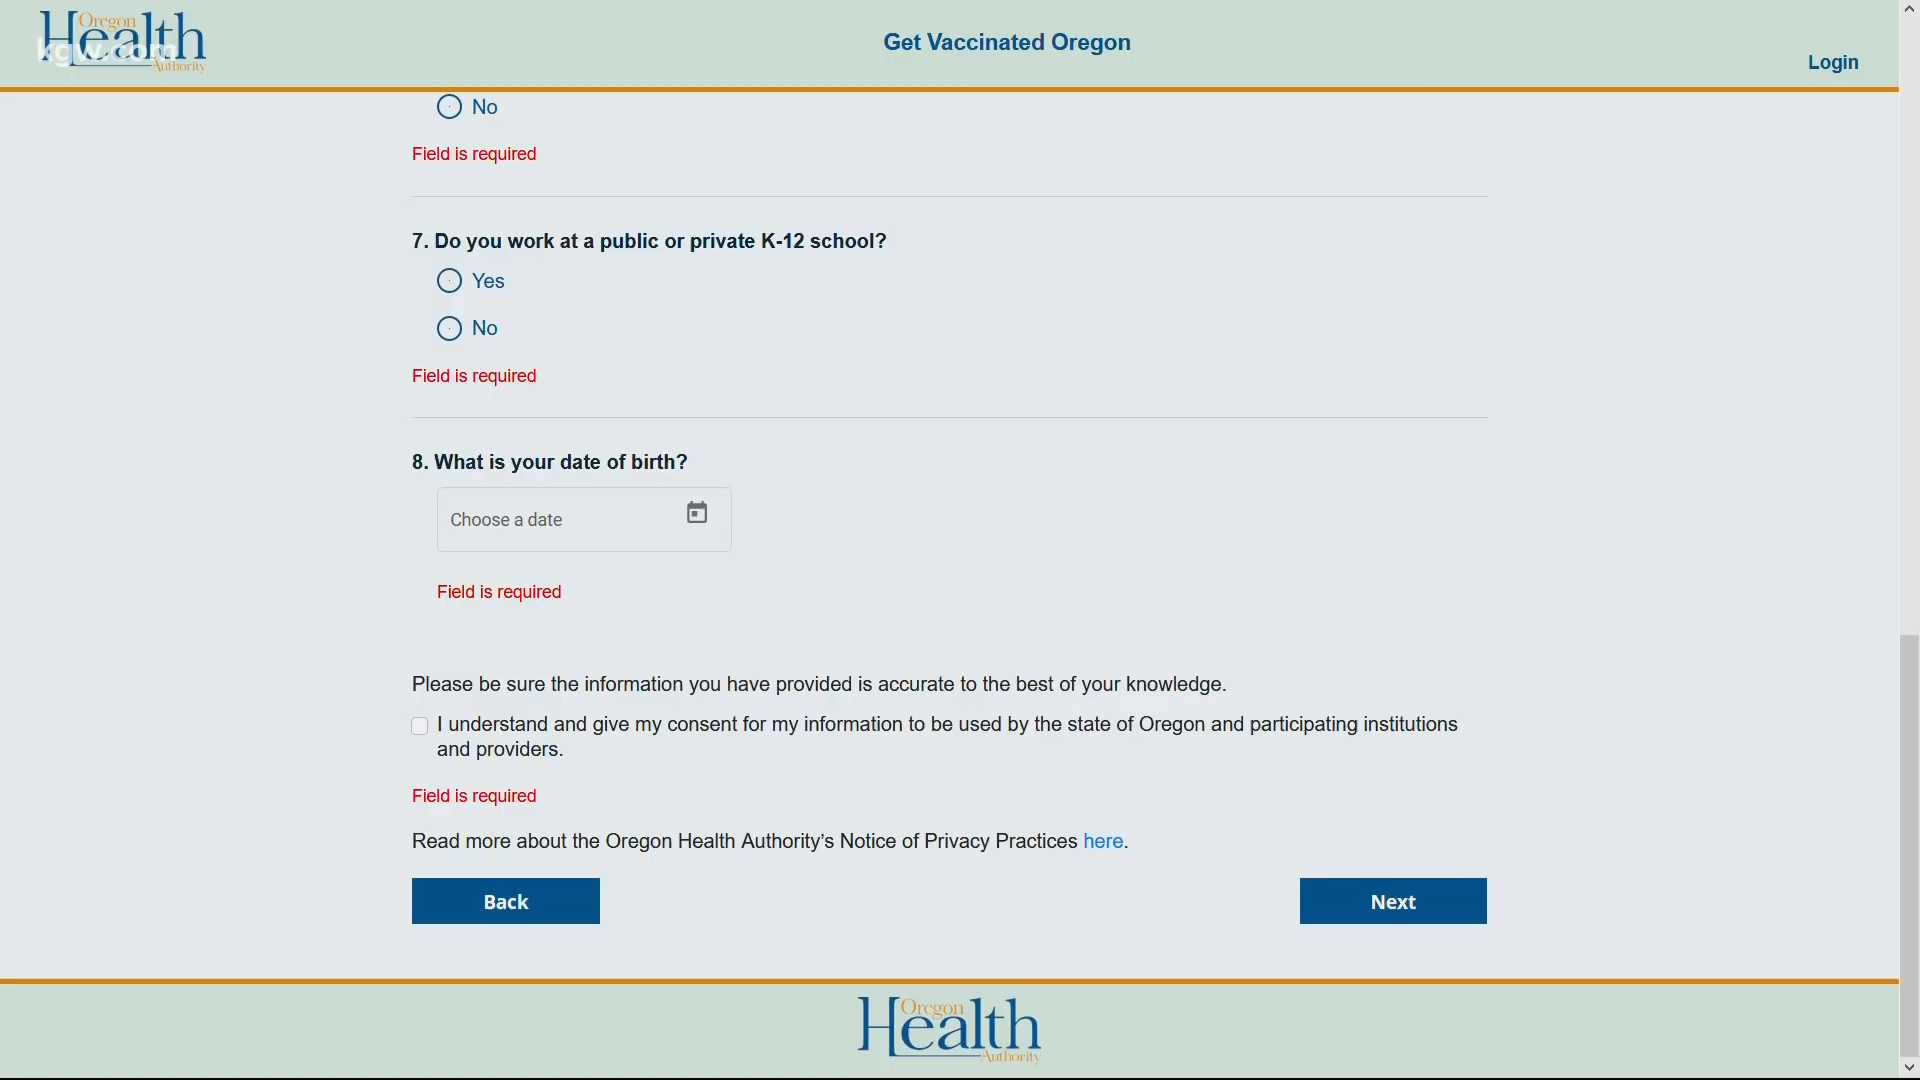 Oregon
Health
Authority
kgw.com
Get Vaccinated Oregon
Login
No
Field is required
7. Do you work at a public or private K-12 school?
Yes
No
Field is required
8. What is your date of birth?
Choose a date
Field is required
Please be sure the information you have provided is accurate to the best of your knowledge.
I understand and give my consent for my information to be used by the state of Oregon and participating institutions
and providers.
Field is required
Read more about the Oregon Health Authority’s Notice of Privacy Practices here.
Back
Next
Oregon
Health
Authority